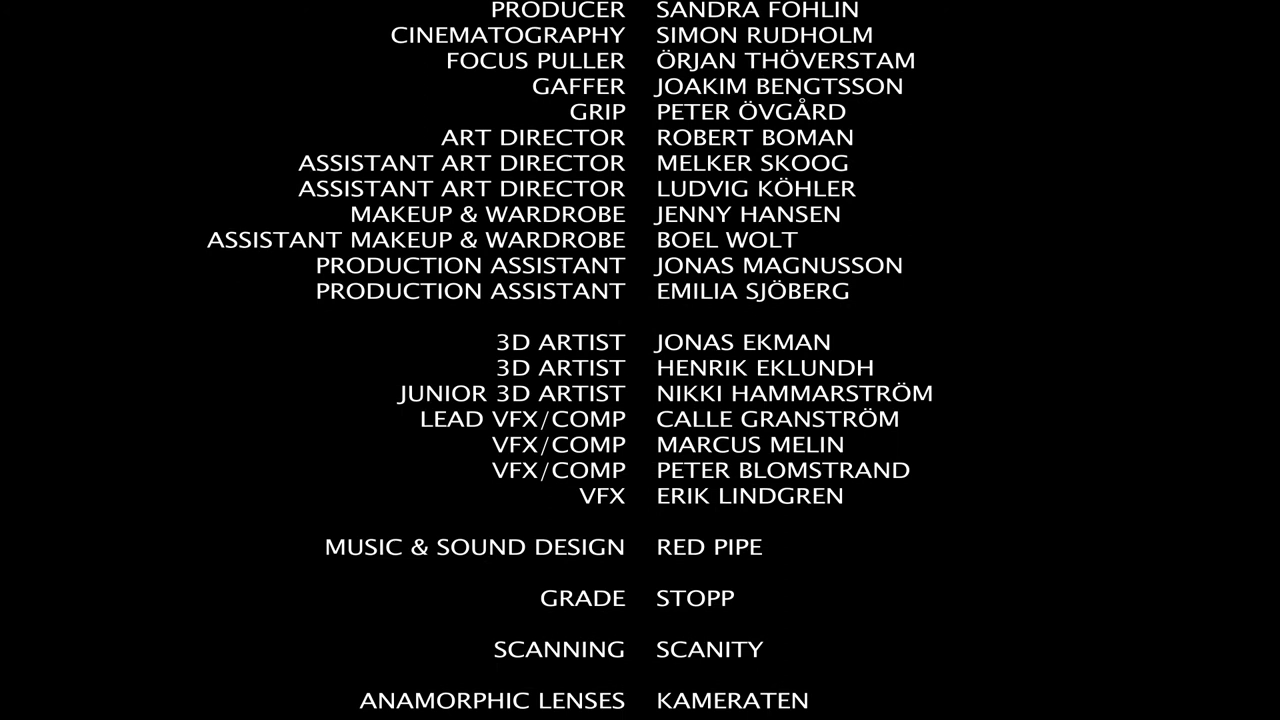 PRODUCER SANDRA FOHLIN
CINEMATOGRAPHY SIMON RUDHOLM
FOCUS PULLER ÖRJAN THÖVERSTAM
GAFFER JOAKIM BENGTSSON
GRIP PETER ÖVGÅRD
ART DIRECTOR ROBERT BOMAN
ASSISTANT ART DIRECTOR MELKER SKOOG
ASSISTANT ART DIRECTOR LUDVIG KÖHLER
MAKEUP & WARDROBE JENNY HANSEN
ASSISTANT MAKEUP & WARDROBE BOEL WOLT
PRODUCTION ASSISTANT JONAS MAGNUSSON
PRODUCTION ASSISTANT EMILIA SJÖBERG
3D ARTIST JONAS EKMAN
3D ARTIST HENRIK EKLUNDH
JUNIOR 3D ARTIST NIKKI HAMMARSTRÖM
LEAD VFX/COMP CALLE GRANSTRÖM
VFX/COMP MARCUS MELIN
VFX/COMP PETER BLOMSTRAND
VFX ERIK LINDGREN
MUSIC & SOUND DESIGN RED PIPE
GRADE STOPP
SCANNING SCANITY
ANAMORPHIC LENSES KAMERATEN